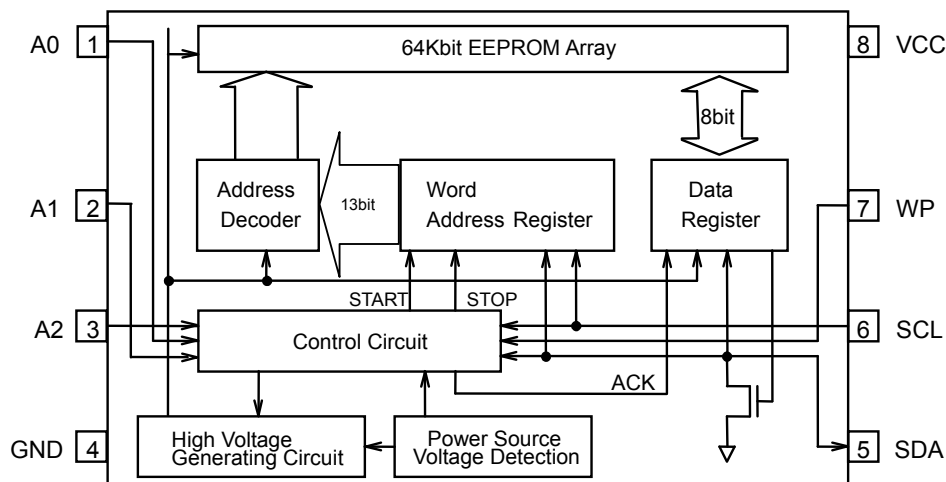 A0 1
64Kbit EEPROM Array
8 VCC
8bit
A1 2
Address
Decoder
13bit
Word
Address Register
Data
Register
7 WP
START
STOP
A2 3
Control Circuit
6 SCL
ACK
GND 4
High Voltage
Generating Circuit
Power Source
Voltage Detection
5 SDA